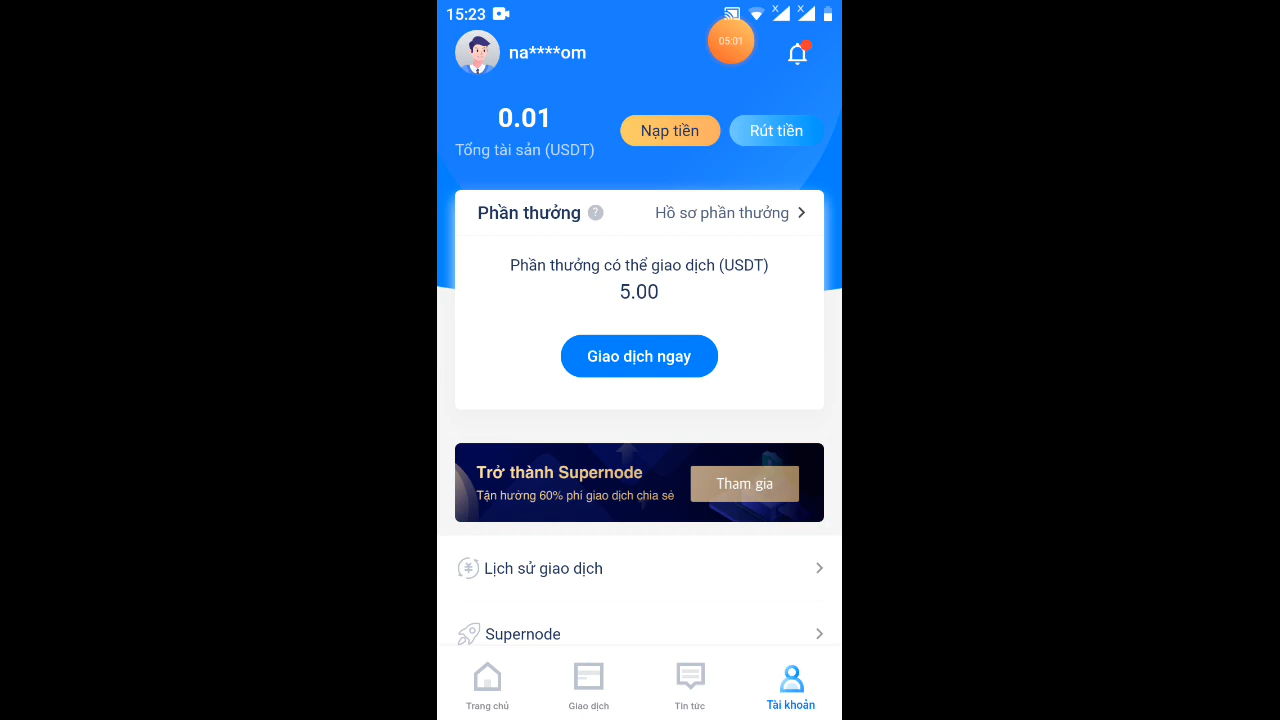 15:23
05:01
na****om
0.01
Tổng tài sản (USDT)
Nạp tiền
Rút tiền
Phần thưởng ?
Hồ sơ phần thưởng
Phần thưởng có thể giao dịch (USDT)
5.00
Giao dịch ngay
Trở thành Supernode
Tận hưởng 60% phí giao dịch chia sẻ
Tham gia
Lịch sử giao dịch
Supernode
Trang chủ
Giao dịch
Tin tức
Tài khoản